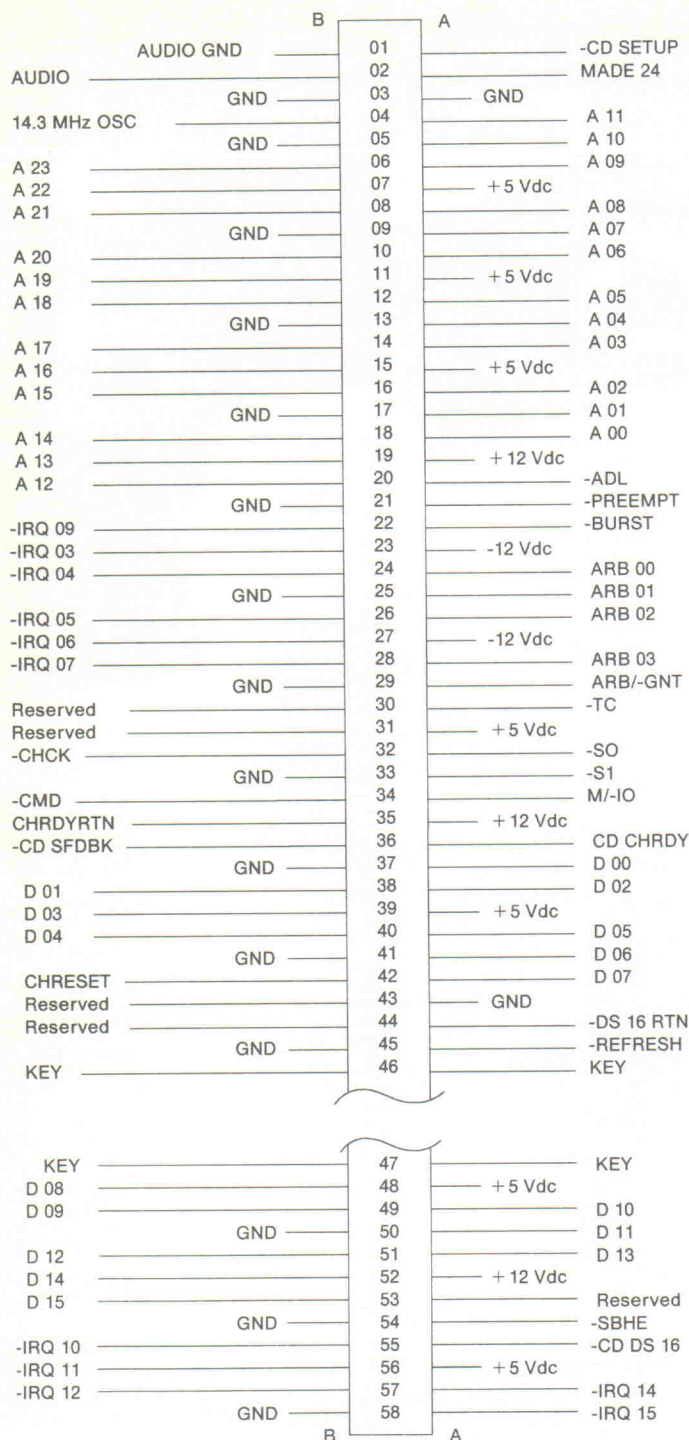 B A
AUDIO GND 01 -CD SETUP
AUDIO 02 MADE 24
GND 03 GND
14.3 MHz OSC 04 A 11
GND 05 A 10
A 23 06 A 09
A 22 07 +5 Vdc
A 21 08 A 08
GND 09 A 07
A 20 10 A 06
A 19 11 +5 Vdc
A 18 12 A 05
GND 13 A 04
A 17 14 A 03
A 16 15 +5 Vdc
A 15 16 A 02
GND 17 A 01
A 14 18 A 00
A 13 19 +12 Vdc
A 12 20 -ADL
GND 21 -PREEMPT
-IRQ 09 22 -BURST
-IRQ 03 23 -12 Vdc
-IRQ 04 24 ARB 00
GND 25 ARB 01
-IRQ 05 26 ARB 02
-IRQ 06 27 -12 Vdc
-IRQ 07 28 ARB 03
GND 29 ARB/-GNT
Reserved 30 -TC
Reserved 31 +5 Vdc
-CHCK 32 -SO
GND 33 -S1
-CMD 34 M/-IO
CHRDYRTN 35 +12 Vdc
-CD SFDBK 36 CD CHRDY
GND 37 D 00
D 01 38 D 02
D 03 39 +5 Vdc
D 04 40 D 05
GND 41 D 06
CHRESET 42 D 07
Reserved 43 GND
Reserved 44 -DS 16 RTN
GND 45 -REFRESH
KEY 46 KEY
KEY 47 KEY
D 08 48 +5 Vdc
D 09 49 D 10
GND 50 D 11
D 12 51 D 13
D 14 52 +12 Vdc
D 15 53 Reserved
GND 54 -SBHE
-IRQ 10 55 -CD DS 16
-IRQ 11 56 +5 Vdc
-IRQ 12 57 -IRQ 14
GND 58 -IRQ 15
B A